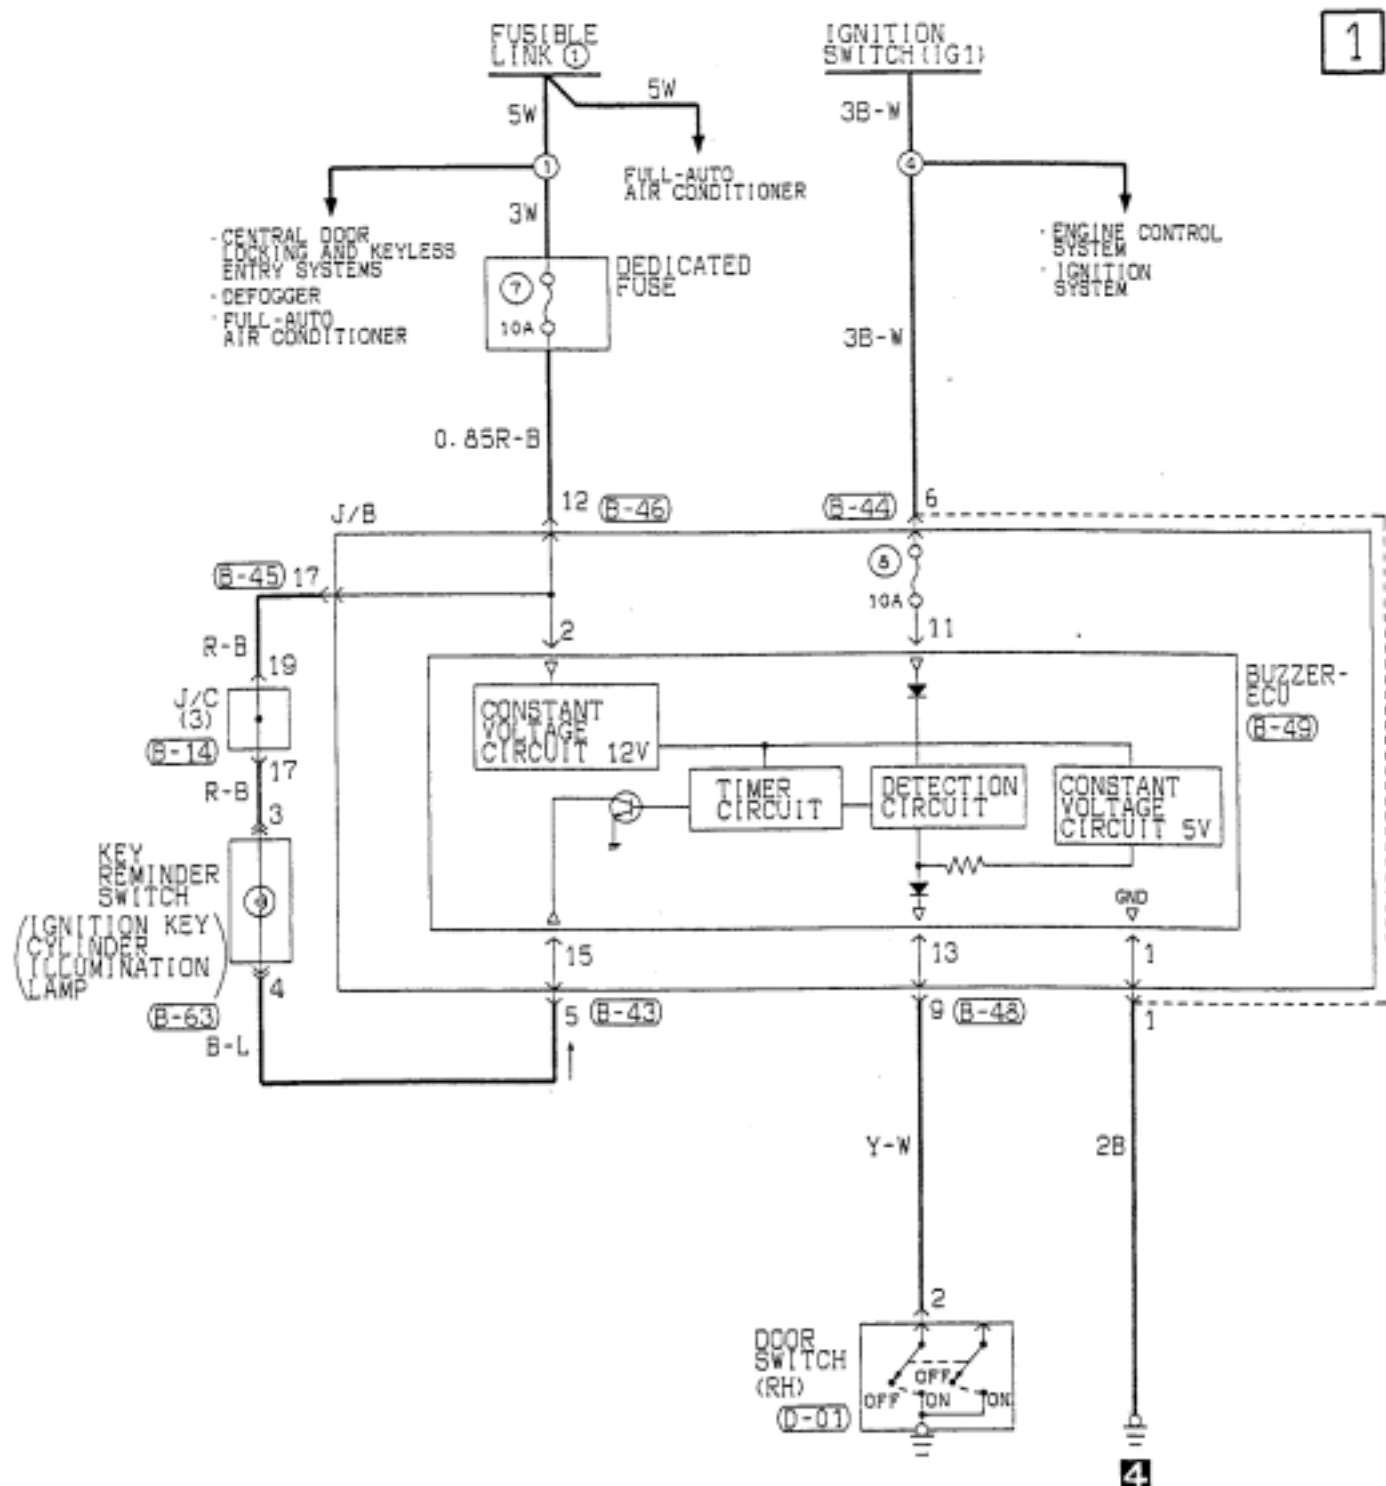 1
FUSIBLE
LINK ①
IGNITION
SWITCH(IG1)
5W
5W
3B-W
①
④
FULL-AUTO
AIR CONDITIONER
3W
·CENTRAL DOOR
LOCKING AND KEYLESS
ENTRY SYSTEMS
·DEFOGGER
·FULL-AUTO
AIR CONDITIONER
·ENGINE CONTROL
SYSTEM
·IGNITION
SYSTEM
⑦
10A
DEDICATED
FUSE
3B-W
0.85R-B
12
B-46
B-44
6
J/B
B-45
17
10A
2
11
R-B
19
J/C
(3)
B-14
17
R-B
3
BUZZER-
ECU
B-49
CONSTANT
VOLTAGE
CIRCUIT 12V
TIMER
CIRCUIT
DETECTION
CIRCUIT
CONSTANT
VOLTAGE
CIRCUIT 5V
KEY
REMINDER
SWITCH
(IGNITION KEY
CYLINDER
ILLUMINATION
LAMP)
GND
15
13
1
4
B-63
5
B-43
9
B-48
1
B-L
Y-W
2B
2
DOOR
SWITCH
(RH)
D-01
OFF
OFF
ON
ON
4